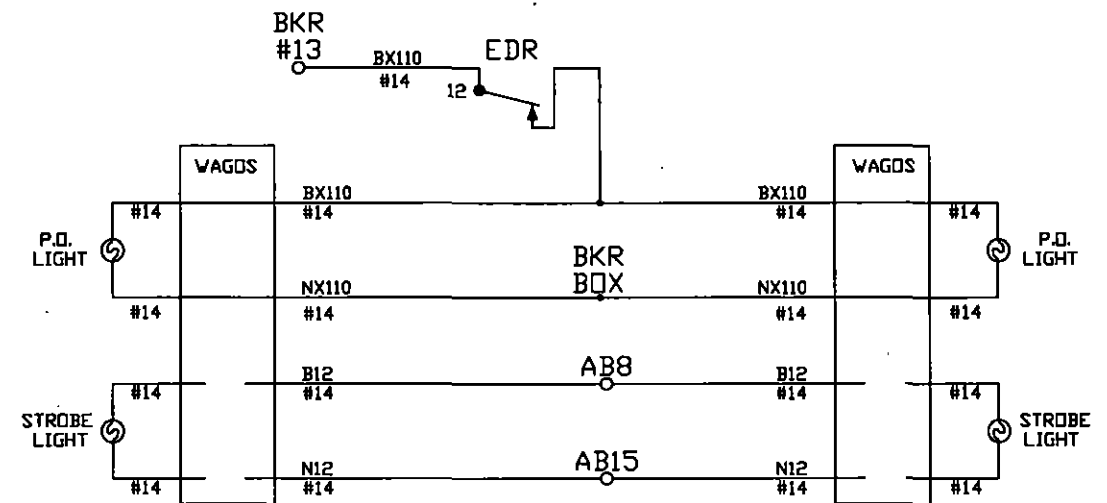 BKR
#13
BX110
#14
EDR
12
WAGOS
WAGOS
#14
BX110
#14
BX110
#14
#14
P.O.
LIGHT
BKR
BOX
P.O.
LIGHT
#14
NX110
#14
NX110
#14
#14
#14
B12
#14
AB8
B12
#14
#14
STROBE
LIGHT
STROBE
LIGHT
#14
N12
#14
AB15
N12
#14
#14